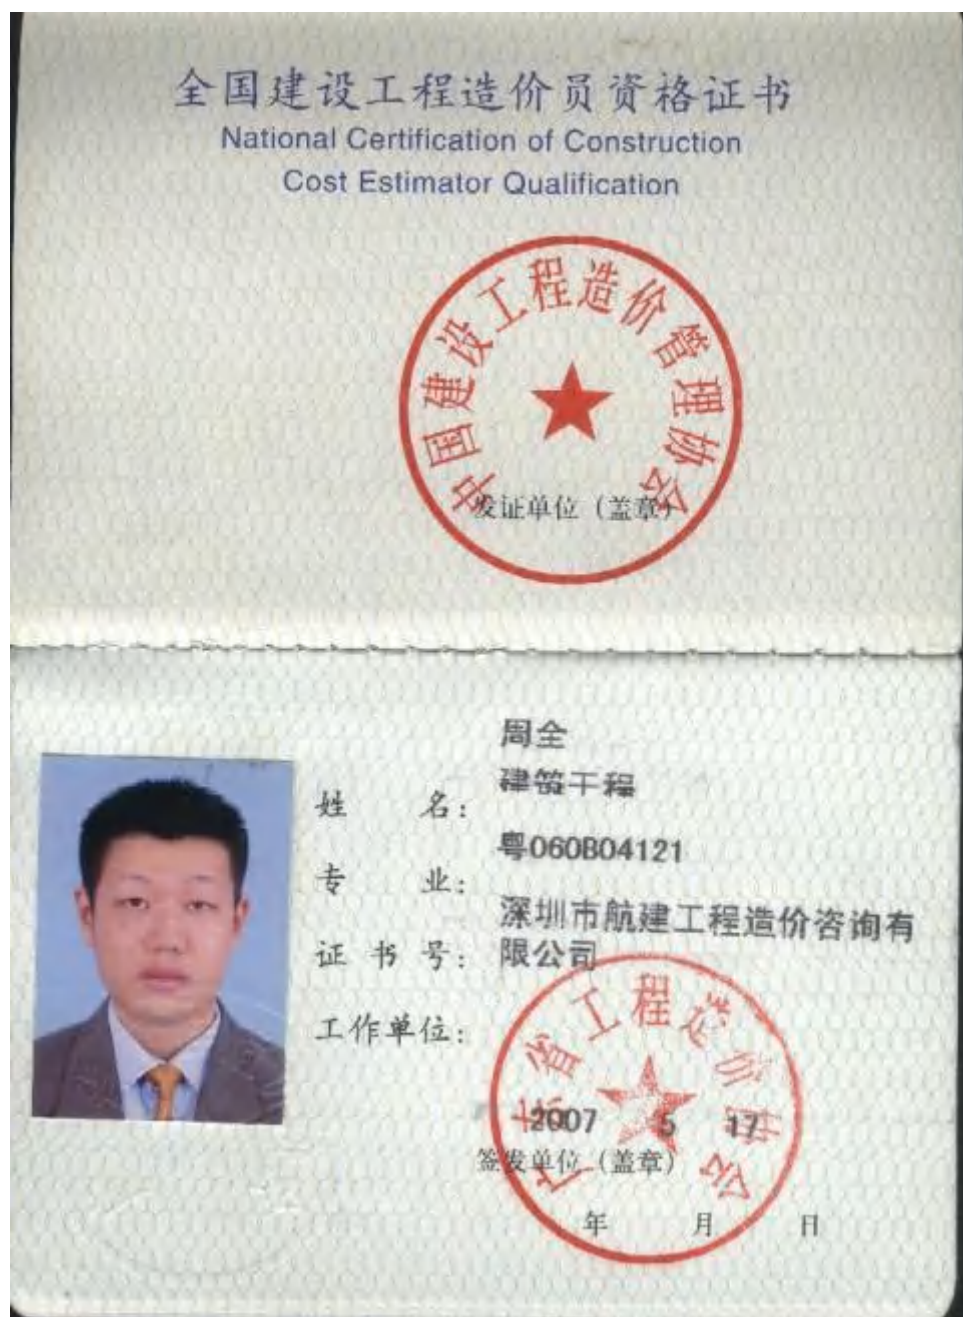 全国建设工程造价员资格证书
National Certification of Construction
Cost Estimator Qualification
中国建设工程造价管理协会
发证单位（盖章）
周全
建筑工程
姓 名：
粤060B04121
专 业：
深圳市航建工程造价咨询有
限公司
证 书 号：
工作单位：
广东省工程造价协会
2007 5 17
签发单位（盖章）
年 月 日